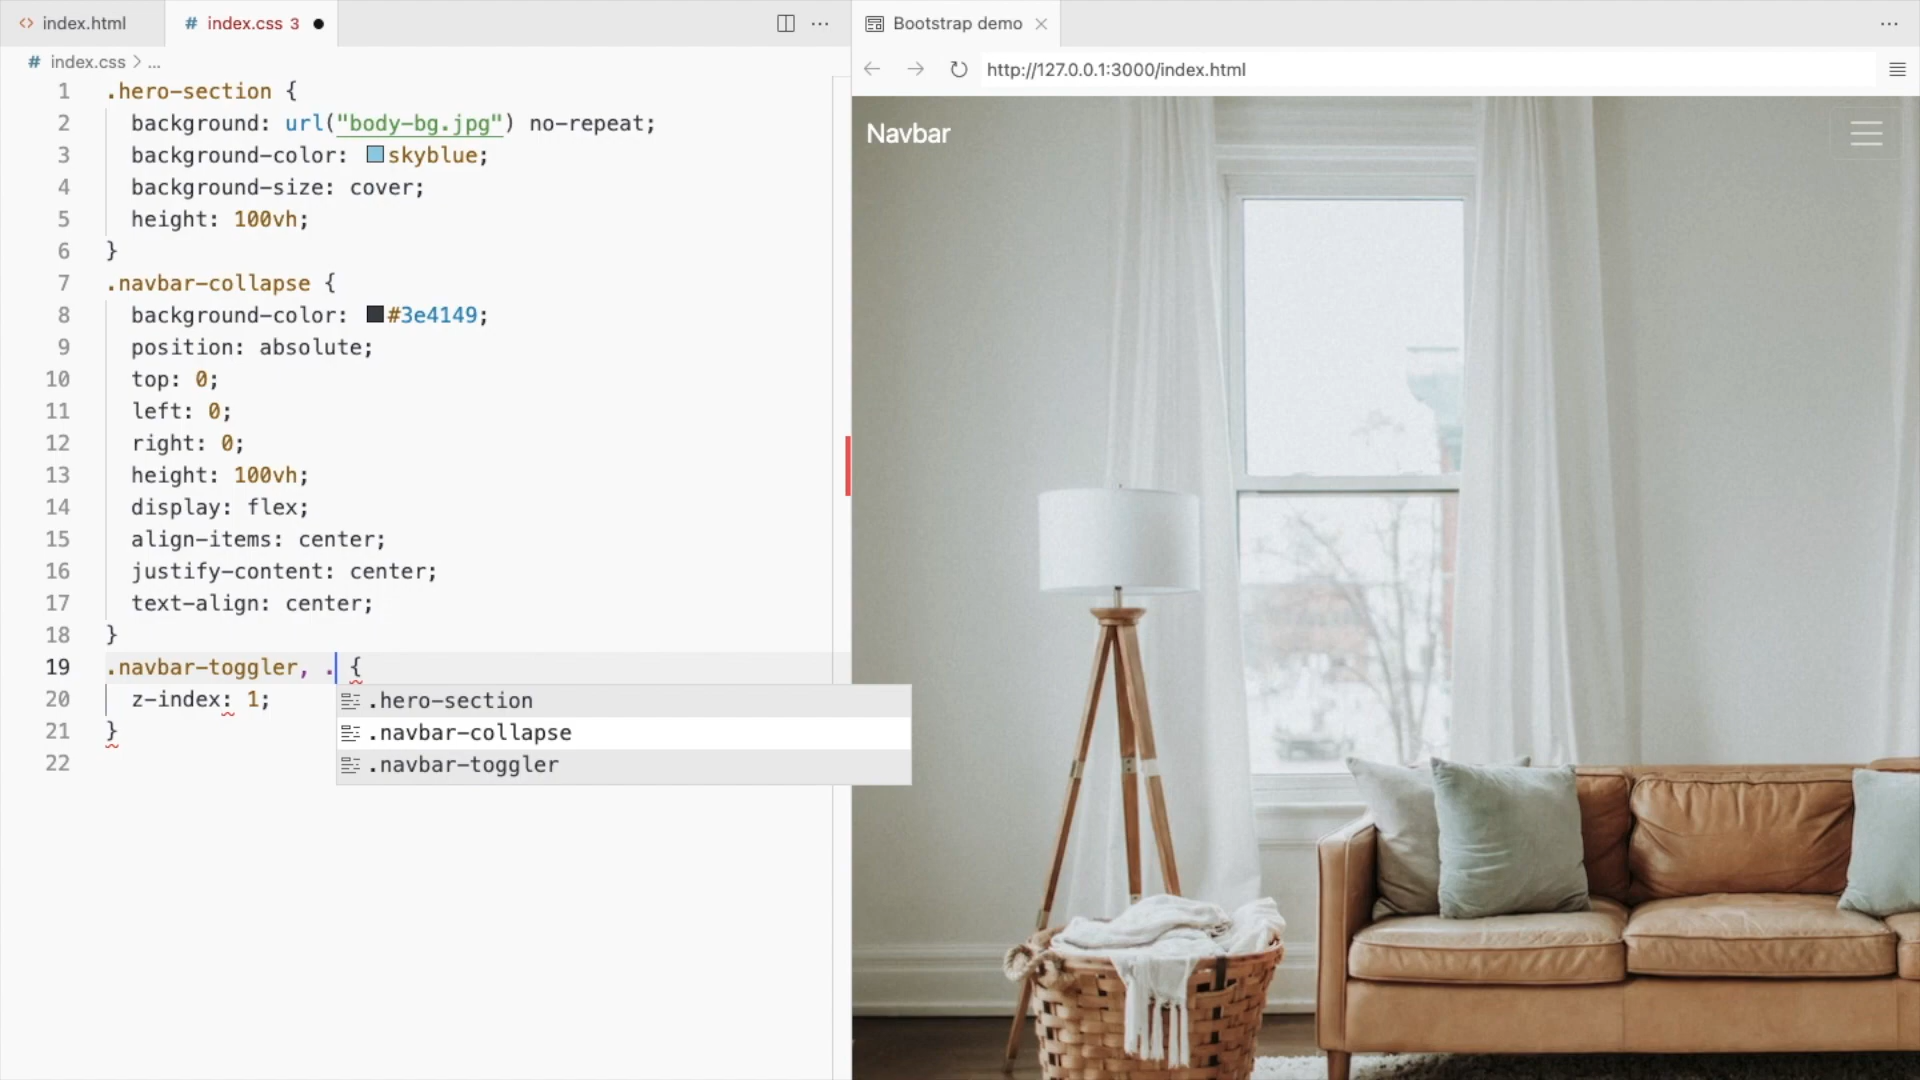 index.html
index.css 3
index.css > ...
1 .hero-section {
2 background: url("body-bg.jpg") no-repeat;
3 background-color: skyblue;
4 background-size: cover;
5 height: 100vh;
6 }
7 .navbar-collapse {
8 background-color: #3e4149;
9 position: absolute;
10 top: 0;
11 left: 0;
12 right: 0;
13 height: 100vh;
14 display: flex;
15 align-items: center;
16 justify-content: center;
17 text-align: center;
18 }
19 .navbar-toggler, . {
20 z-index: 1;
21 }
22
.hero-section
.navbar-collapse
.navbar-toggler
Bootstrap demo
http://127.0.0.1:3000/index.html
Navbar